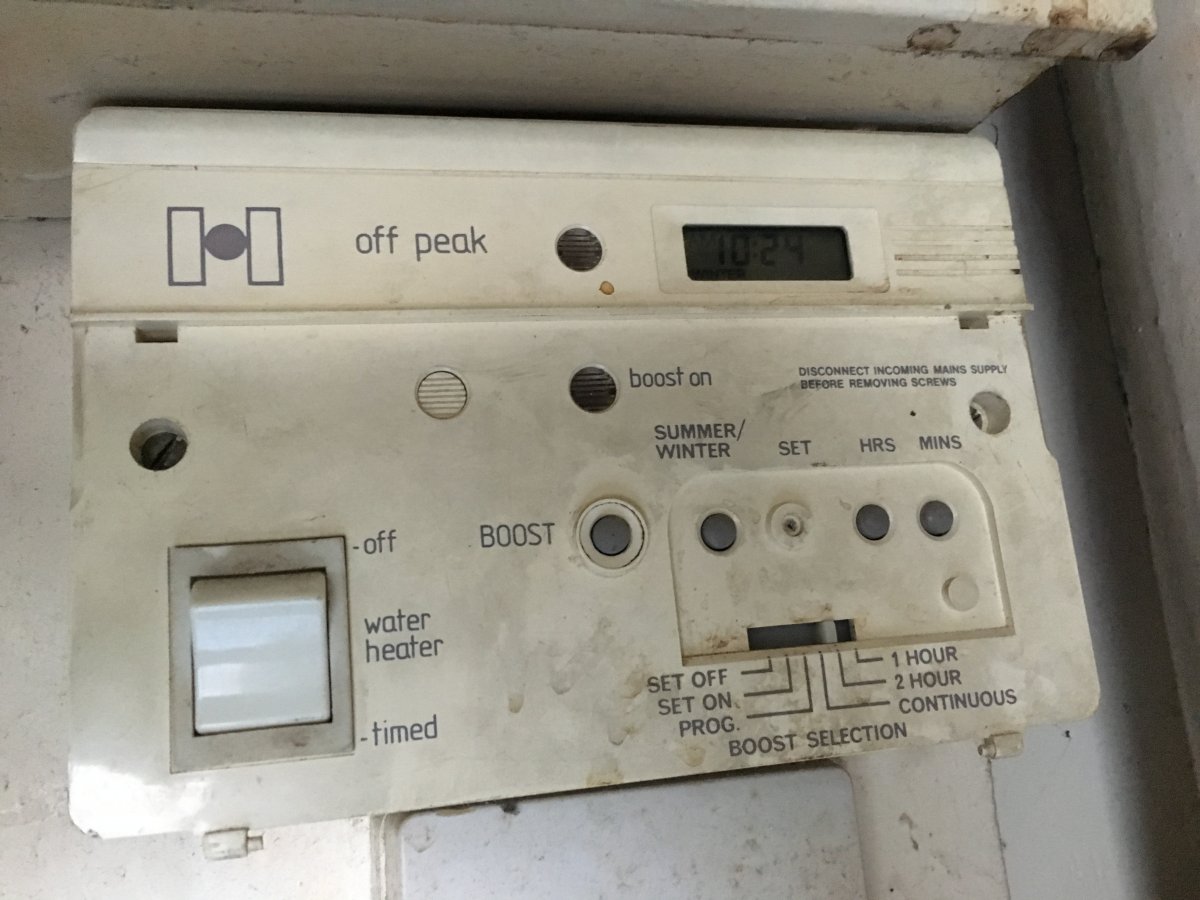 off peak
10:24
WINTER
boost on
DISCONNECT INCOMING MAINS SUPPLY
BEFORE REMOVING SCREWS
SUMMER/
WINTER
SET
HRS
MINS
BOOST
-off
water
heater
-timed
SET OFF
SET ON
PROG.
1 HOUR
2 HOUR
CONTINUOUS
BOOST SELECTION